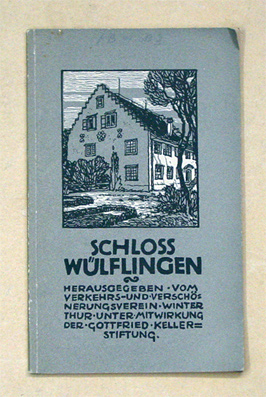 SCHLOSS
WÜLFLINGEN
HERAUSGEGEBEN · VOM
VERKEHRS-UND-VERSCHÖ=
NERUNGSVEREIN · WINTER
THUR · UNTER · MITWIRKUNG
DER · GOTTFRIED · KELLER=
STIFTUNG.